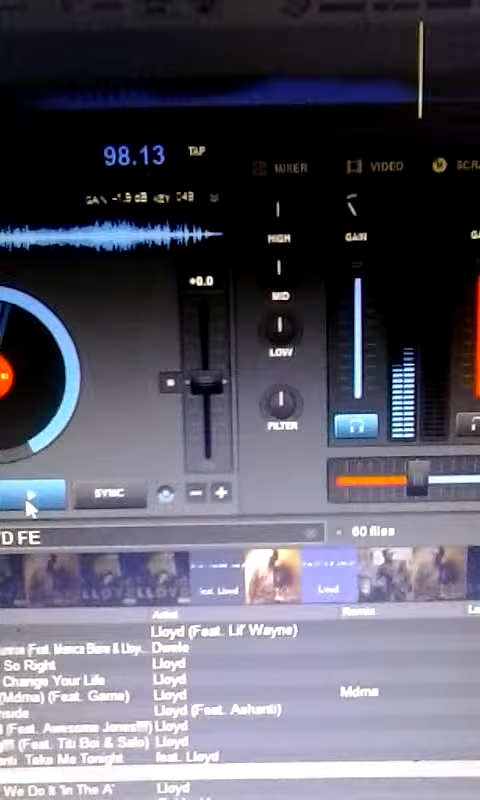 98.13 TAP
MIXER VIDEO
GAIN -1.9 dB KEY
HIGH GAIN
+0.0
MID
LOW
FILTER
SYNC
D FE 60 files
feat. Lloyd Lloyd
Artist Remix
Lloyd (Feat. Lil' Wayne)
Dwele
So Right Lloyd
Change Your Life Lloyd
(Mdma) (Feat. Game) Lloyd Mdma
nside Lloyd (Feat. Ashanti)
(Feat. Awesome Jones!!!!) Lloyd
(Feat. Titi Boi & Salo) Lloyd
Take Me Tonight feat. Lloyd
We Do It 'In The A' Lloyd